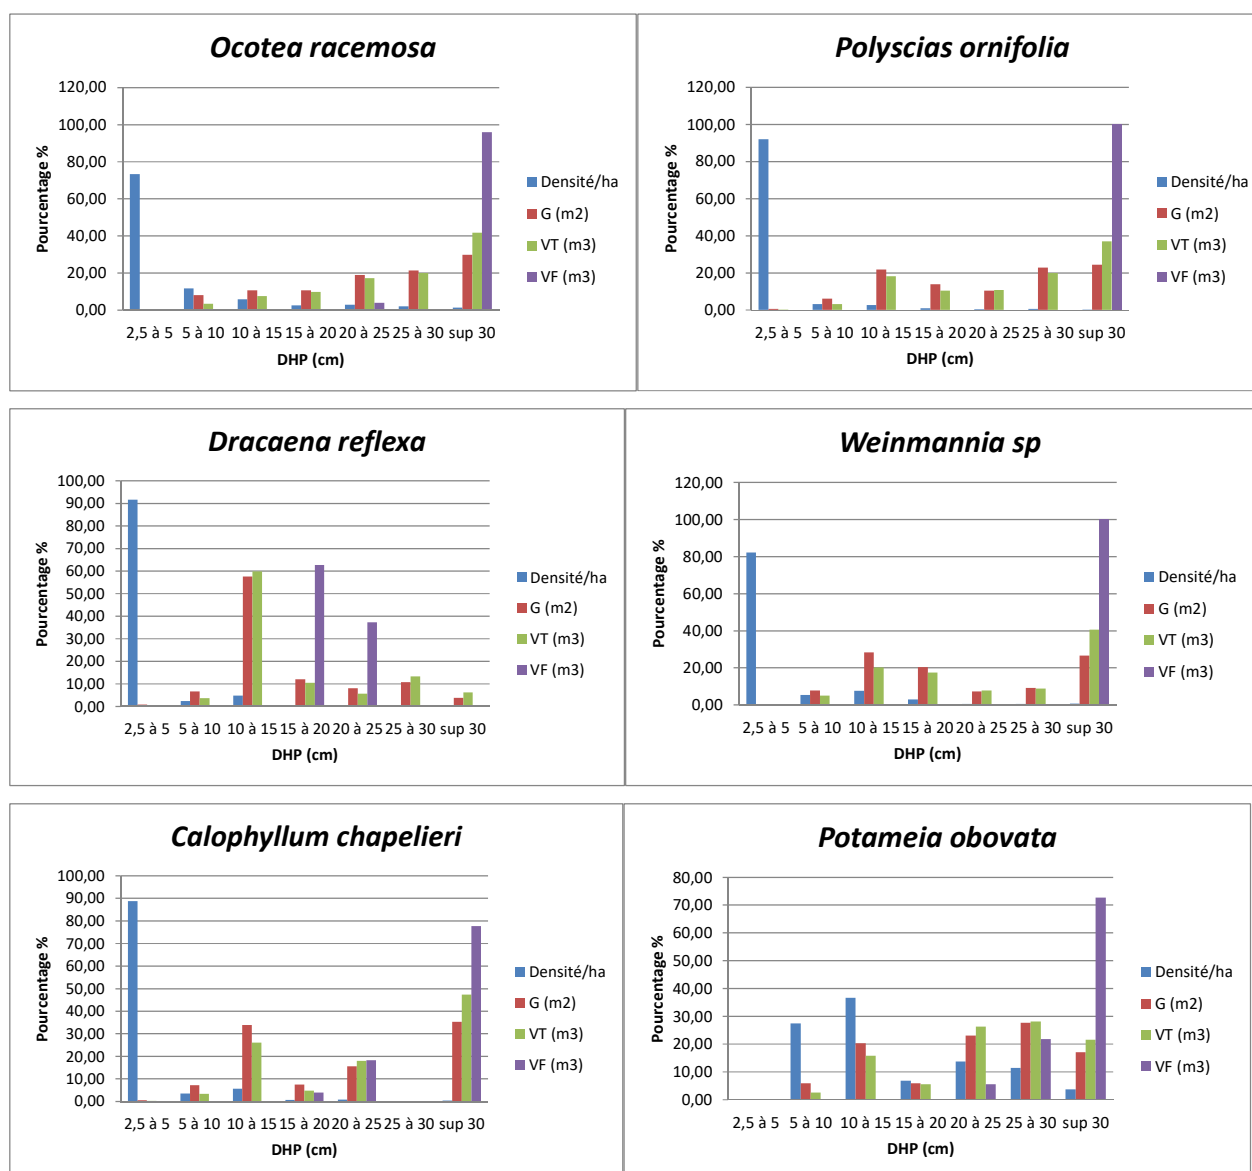 Ocotea racemosa
120,00
100,00
80,00
60,00
40,00
20,00
0,00
Pourcentage %
2,5 à 5 5 à 10 10 à 15 15 à 20 20 à 25 25 à 30 sup 30
DHP (cm)
Densité/ha
G (m2)
VT (m3)
VF (m3)
Polyscias ornifolia
120,00
100,00
80,00
60,00
40,00
20,00
0,00
Pourcentage %
2,5 à 5 5 à 10 10 à 15 15 à 20 20 à 25 25 à 30 sup 30
DHP (cm)
Densité/ha
G (m2)
VT (m3)
VF (m3)
Dracaena reflexa
100,00
90,00
80,00
70,00
60,00
50,00
40,00
30,00
20,00
10,00
0,00
Pourcentage %
2,5 à 5 5 à 10 10 à 15 15 à 20 20 à 25 25 à 30 sup 30
DHP (cm)
Densité/ha
G (m2)
VT (m3)
VF (m3)
Weinmannia sp
120,00
100,00
80,00
60,00
40,00
20,00
0,00
Pourcentage %
2,5 à 5 5 à 10 10 à 15 15 à 20 20 à 25 25 à 30 sup 30
DHP (cm)
Densité/ha
G (m2)
VT (m3)
VF (m3)
Calophyllum chapelieri
100,00
90,00
80,00
70,00
60,00
50,00
40,00
30,00
20,00
10,00
0,00
Pourcentage %
2,5 à 5 5 à 10 10 à 15 15 à 20 20 à 25 25 à 30 sup 30
DHP (cm)
Densité/ha
G (m2)
VT (m3)
VF (m3)
Potameia obovata
80,00
70,00
60,00
50,00
40,00
30,00
20,00
10,00
0,00
Pourcentage %
2,5 à 5 5 à 10 10 à 15 15 à 20 20 à 25 25 à 30 sup 30
DHP (cm)
Densité/ha
G (m2)
VT (m3)
VF (m3)